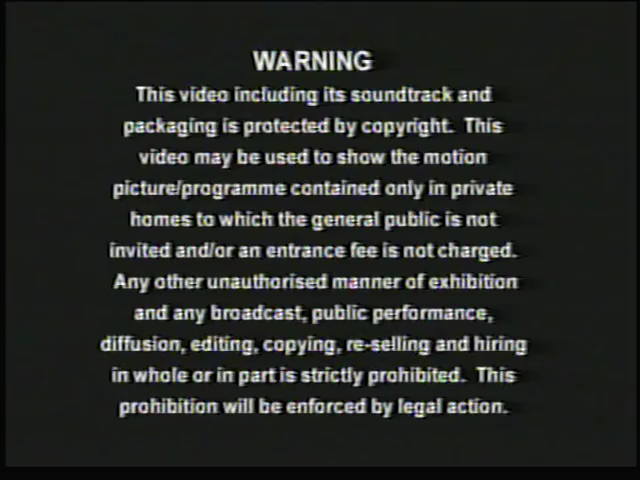 WARNING
This video including its soundtrack and
packaging is protected by copyright. This
video may be used to show the motion
picture/programme contained only in private
homes to which the general public is not
invited and/or an entrance fee is not charged.
Any other unauthorised manner of exhibition
and any broadcast, public performance,
diffusion, editing, copying, re-selling and hiring
in whole or in part is strictly prohibited. This
prohibition will be enforced by legal action.